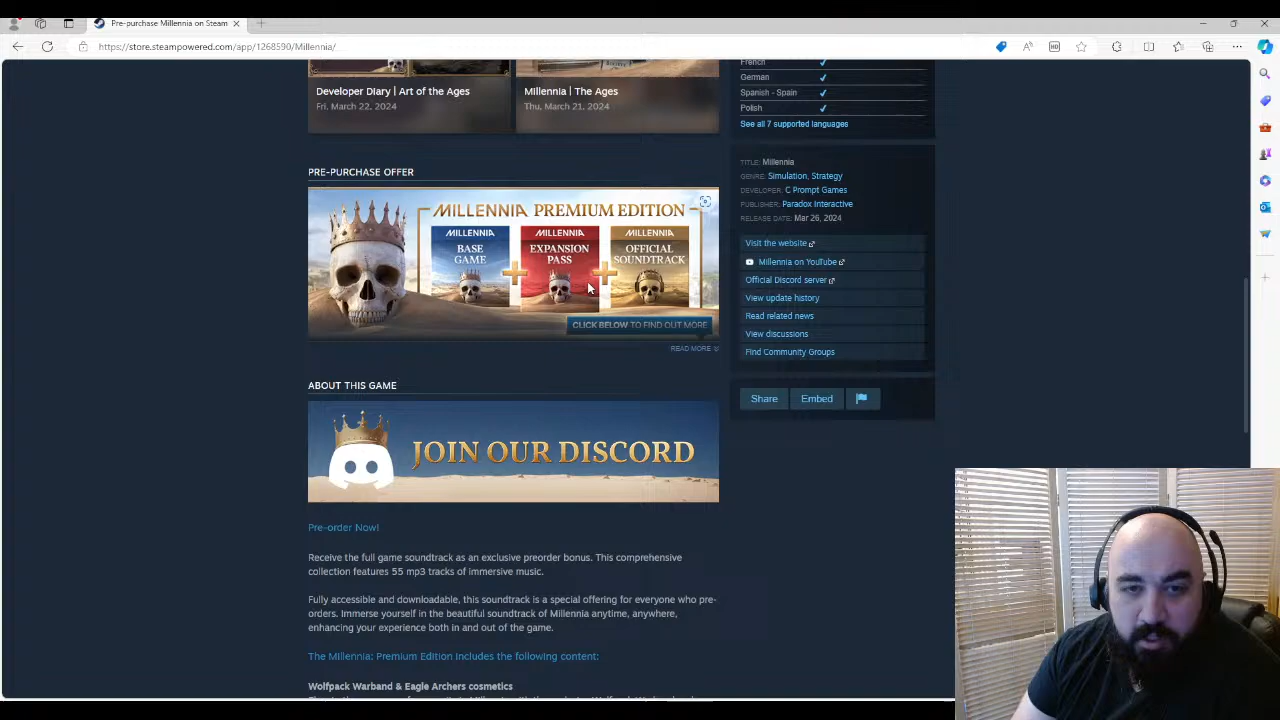 Pre-purchase Millennia on Steam
https://store.steampowered.com/app/1268590/Millennia/
Developer Diary | Art of the Ages
Fri, March 22, 2024
Millennia | The Ages
Thu, March 21, 2024
PRE-PURCHASE OFFER
MILLENNIA PREMIUM EDITION
MILLENNIA
BASE
GAME
MILLENNIA
EXPANSION
PASS
MILLENNIA
OFFICIAL
SOUNDTRACK
CLICK BELOW TO FIND OUT MORE
READ MORE
ABOUT THIS GAME
JOIN OUR DISCORD
Pre-order Now!
Receive the full game soundtrack as an exclusive preorder bonus. This comprehensive
collection features 55 mp3 tracks of immersive music.
Fully accessible and downloadable, this soundtrack is a special offering for everyone who pre-
orders. Immerse yourself in the beautiful soundtrack of Millennia anytime, anywhere,
enhancing your experience both in and out of the game.
The Millennia: Premium Edition includes the following content:
Wolfpack Warband & Eagle Archers cosmetics
French
German
Spanish - Spain
Polish
See all 7 supported languages
TITLE: Millennia
GENRE: Simulation, Strategy
DEVELOPER: C Prompt Games
PUBLISHER: Paradox Interactive
RELEASE DATE: Mar 26, 2024
Visit the website
Millennia on YouTube
Official Discord server
View update history
Read related news
View discussions
Find Community Groups
Share
Embed